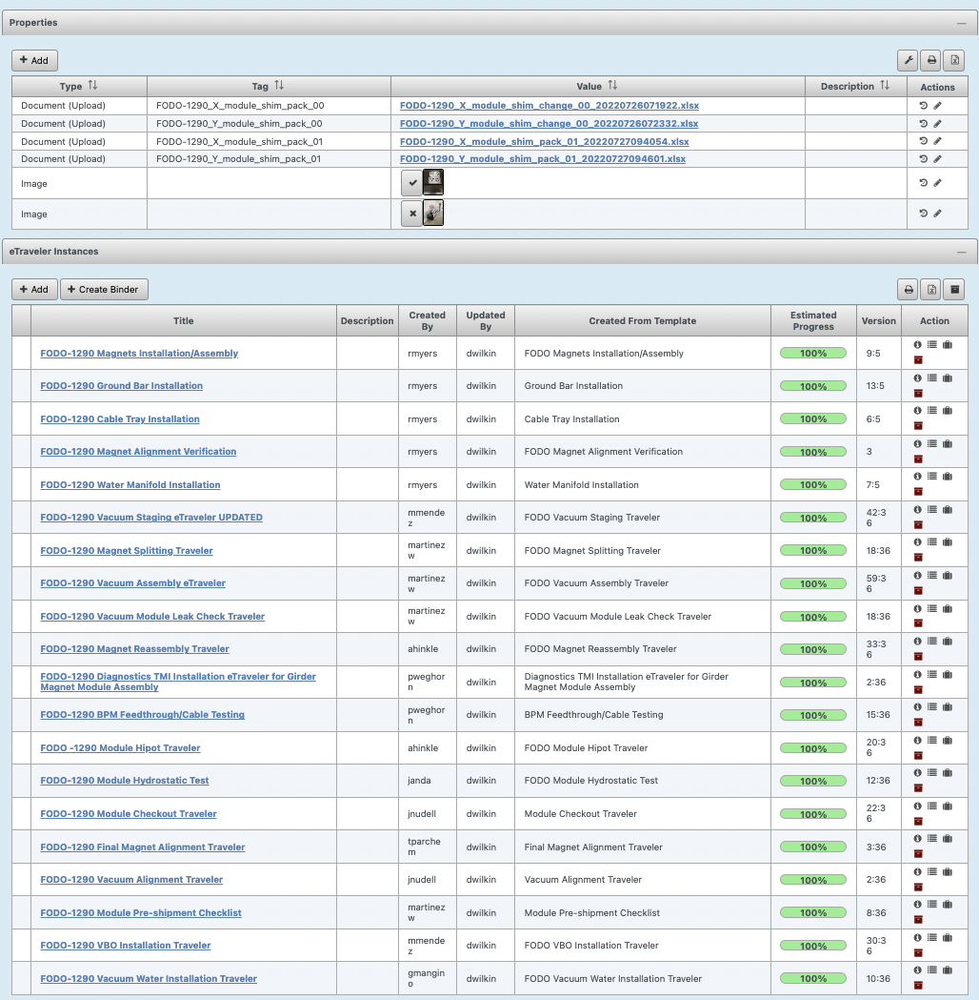 Properties
Add
Type Tag Value Description Actions
Document (Upload) FODO-1290_X_module_shim_pack_00 FODO-1290_X_module_shim_change_00_20220726071922.xlsx
Document (Upload) FODO-1290_Y_module_shim_pack_00 FODO-1290_Y_module_shim_change_00_20220726072332.xlsx
Document (Upload) FODO-1290_X_module_shim_pack_01 FODO-1290_X_module_shim_pack_01_20220727094054.xlsx
Document (Upload) FODO-1290_Y_module_shim_pack_01 FODO-1290_Y_module_shim_pem_01_20220727094601.xlsx
Image
Image
eTraveler Instances
Add Create Binder
Title Description Created By Updated By Created From Template Estimated Progress Version Action
FODO-1290 Magnets Installation/Assembly rmyers dwilkin FODO Magnets Installation/Assembly 100% 9:5
FODO-1290 Ground Bar Installation rmyers dwilkin Ground Bar Installation 100% 13:5
FODO-1290 Cable Tray Installation rmyers dwilkin Cable Tray Installation 100% 6:5
FODO-1290 Magnet Alignment Verification rmyers dwilkin FODO Magnet Alignment Verification 100% 3
FODO-1290 Water Manifold Installation rmyers dwilkin Water Manifold Installation 100% 7:5
FODO-1290 Vacuum Staging eTraveler UPDATED mmendez dwilkin FODO Vacuum Staging Traveler 100% 42:36
FODO-1290 Magnet Splitting Traveler martinezw dwilkin FODO Magnet Splitting Traveler 100% 18:36
FODO-1290 Vacuum Assembly eTraveler martinezw dwilkin FODO Vacuum Assembly Traveler 100% 59:36
FODO-1290 Vacuum Module Leak Check Traveler martinezw dwilkin FODO Vacuum Module Leak Check Traveler 100% 18:36
FODO-1290 Magnet Reassembly Traveler ahinkle dwilkin FODO Magnet Reassembly Traveler 100% 33:36
FODO-1290 Diagnostics TMI Installation eTraveler for Girder Magnet Module Assembly pweghorn dwilkin Diagnostics TMI Installation eTraveler for Girder Magnet Module Assembly 100% 2:36
FODO-1290 BPM Feedthrough/Cable Testing pweghorn dwilkin BPM Feedthrough/Cable Testing 100% 15:36
FODO -1290 Module Hipot Traveler ahinkle dwilkin FODO Module Hipot Traveler 100% 20:36
FODO-1290 Module Hydrostatic Test janda dwilkin FODO Module Hydrostatic Test 100% 12:36
FODO-1290 Module Checkout Traveler jnudell dwilkin Module Checkout Traveler 100% 22:36
FODO-1290 Final Magnet Alignment Traveler tparchem dwilkin Final Magnet Alignment Traveler 100% 3:36
FODO-1290 Vacuum Alignment Traveler jnudell dwilkin Vacuum Alignment Traveler 100% 2:36
FODO-1290 Module Pre-shipment Checklist martinezw dwilkin Module Pre-shipment Checklist 100% 8:36
FODO-1290 VBO Installation Traveler mmendez dwilkin FODO VBO Installation Traveler 100% 30:36
FODO-1290 Vacuum Water Installation Traveler gmangino dwilkin FODO Vacuum Water Installation Traveler 100% 10:36